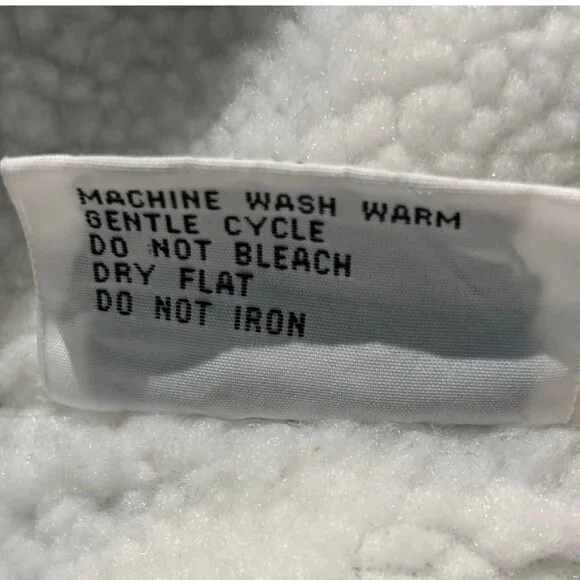 MACHINE WASH WARM
GENTLE CYCLE
DO NOT BLEACH
DRY FLAT
DO NOT IRON